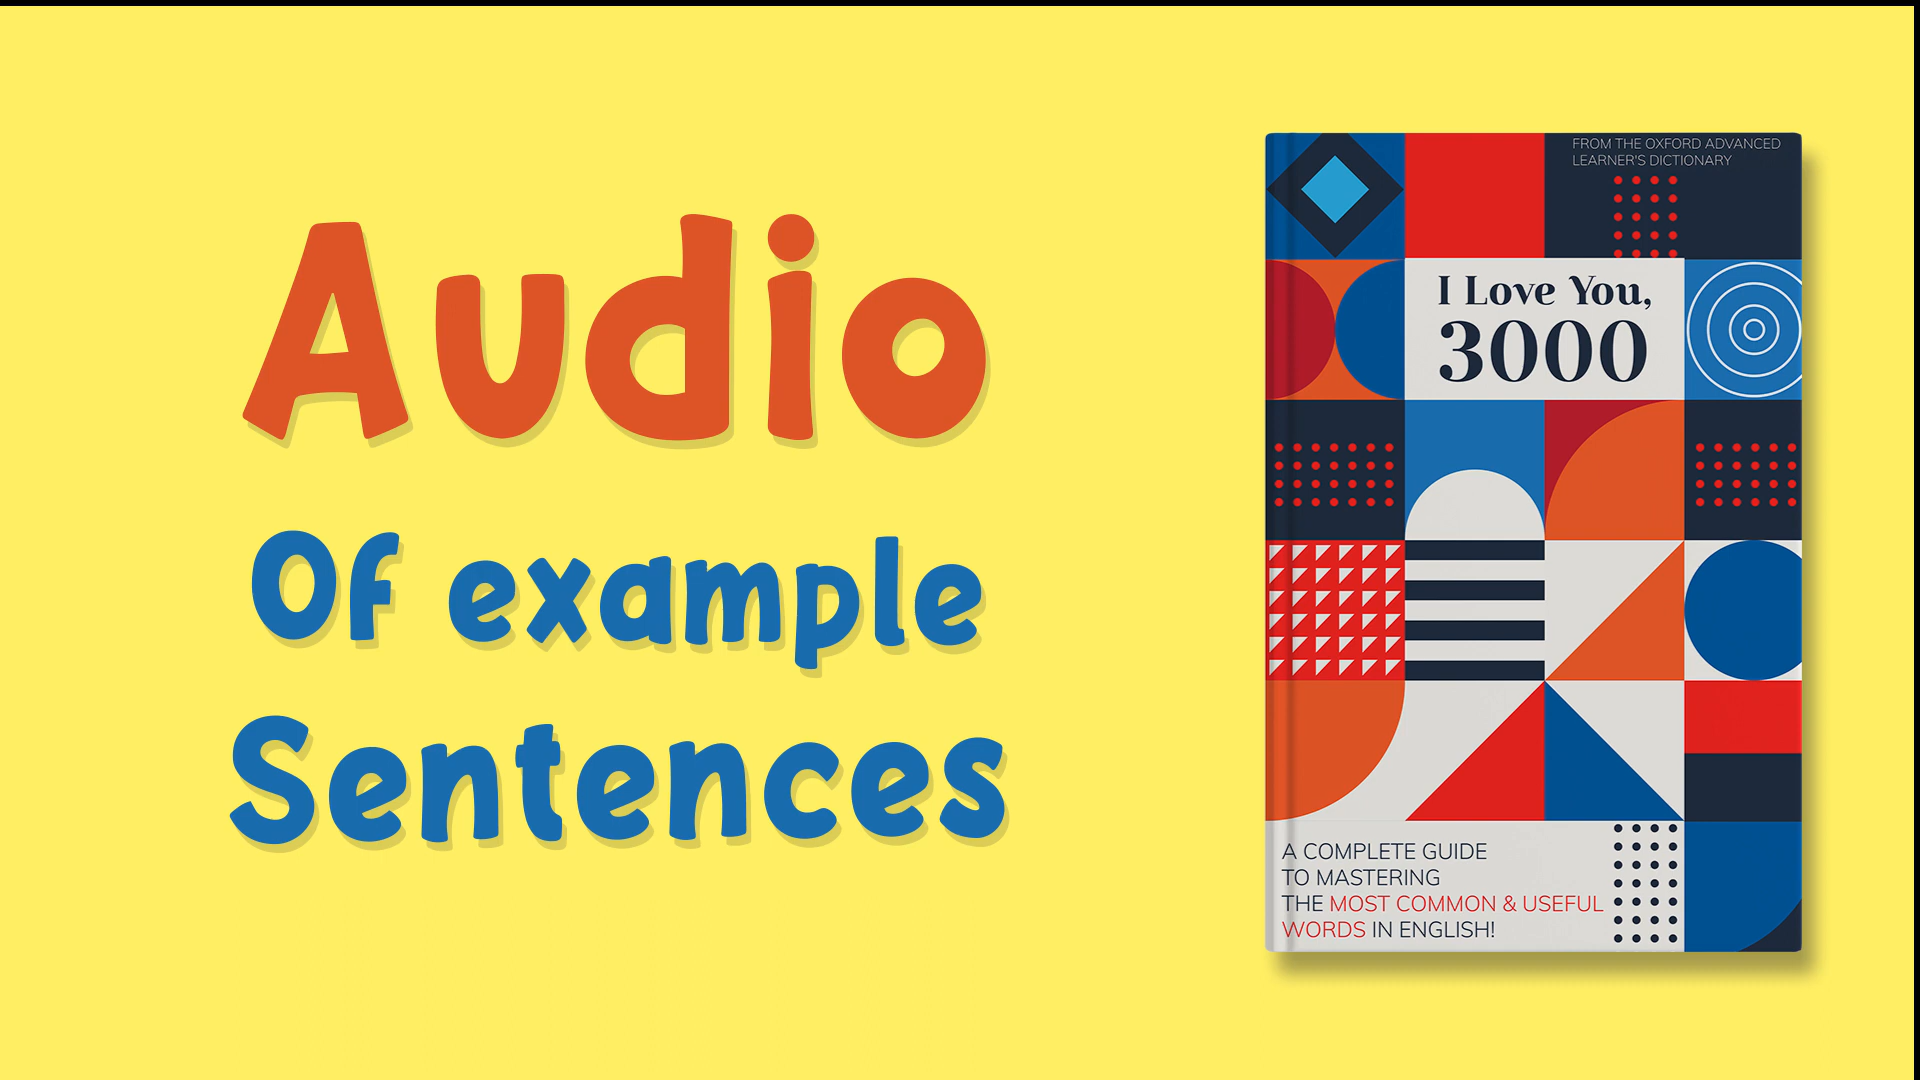 Audio
Of example
Sentences
FROM THE OXFORD ADVANCED
LEARNER'S DICTIONARY
I Love You,
3000
A COMPLETE GUIDE
TO MASTERING
THE MOST COMMON & USEFUL
WORDS IN ENGLISH!